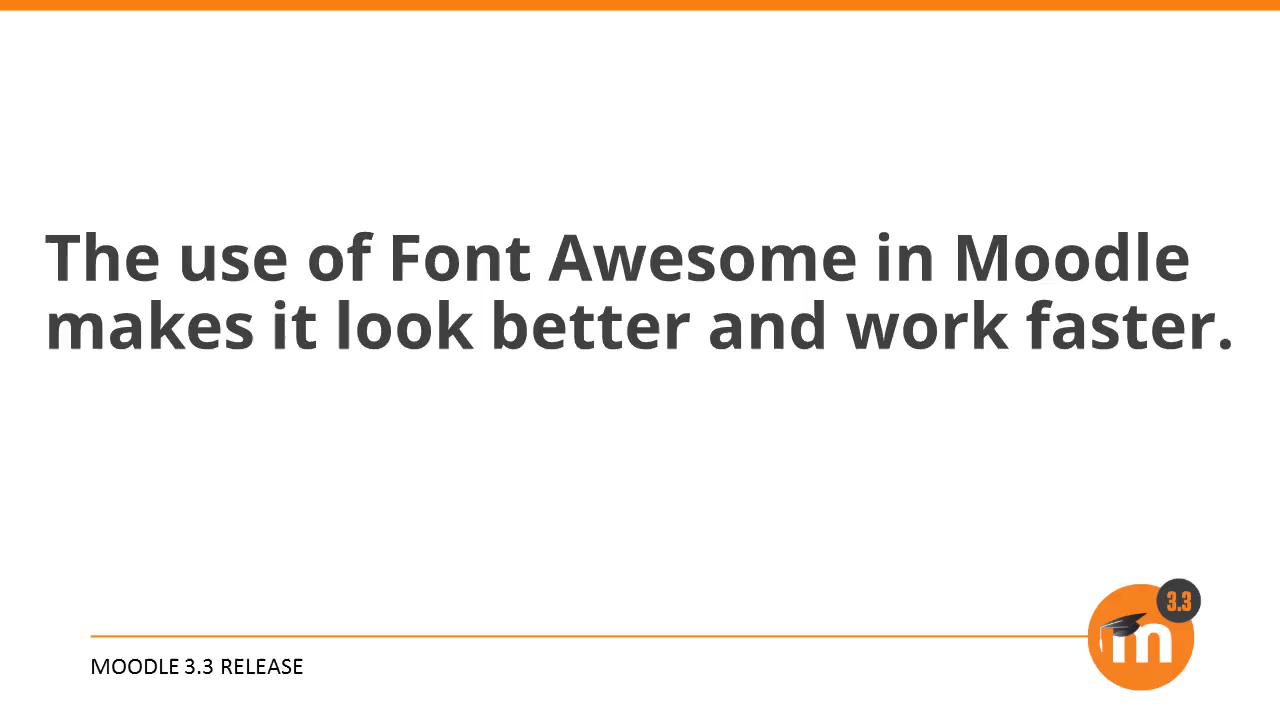 The use of Font Awesome in Moodle
makes it look better and work faster.
3.3
m
MOODLE 3.3 RELEASE